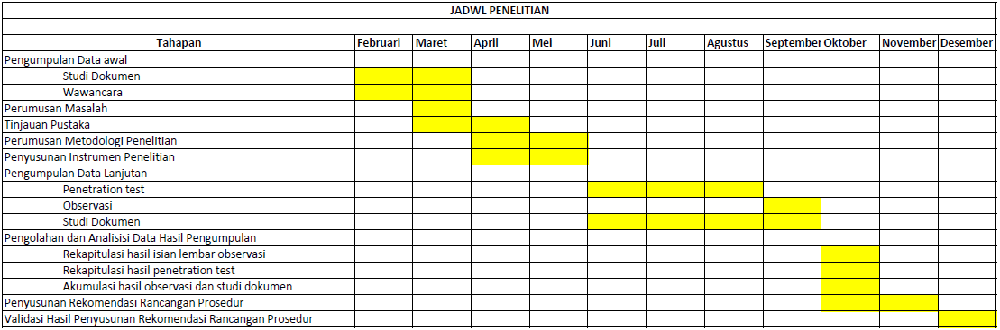 JADWL PENELITIAN
Tahapan Februari Maret April Mei Juni Juli Agustus September Oktober November Desember
Pengumpulan Data awal
Studi Dokumen
Wawancara
Perumusan Masalah
Tinjauan Pustaka
Perumusan Metodologi Penelitian
Penyusunan Instrumen Penelitian
Pengumpulan Data Lanjutan
Penetration test
Observasi
Studi Dokumen
Pengolahan dan Analisisi Data Hasil Pengumpulan
Rekapitulasi hasil isian lembar observasi
Rekapitulasi hasil penetration test
Akumulasi hasil observasi dan studi dokumen
Penyusunan Rekomendasi Rancangan Prosedur
Validasi Hasil Penyusunan Rekomendasi Rancangan Prosedur